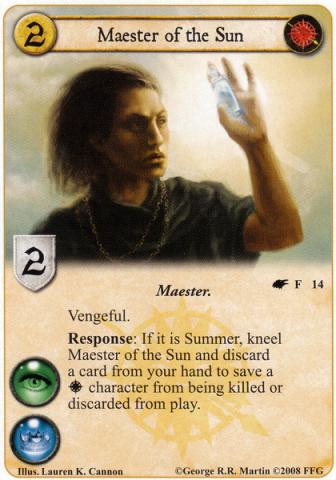 2
Maester of the Sun
2
Maester.
F 14
Vengeful.
Response: If it is Summer, kneel
Maester of the Sun and discard
a card from your hand to save a
character from being killed or
discarded from play.
Illus. Lauren K. Cannon
©George R.R. Martin ©2008 FFG